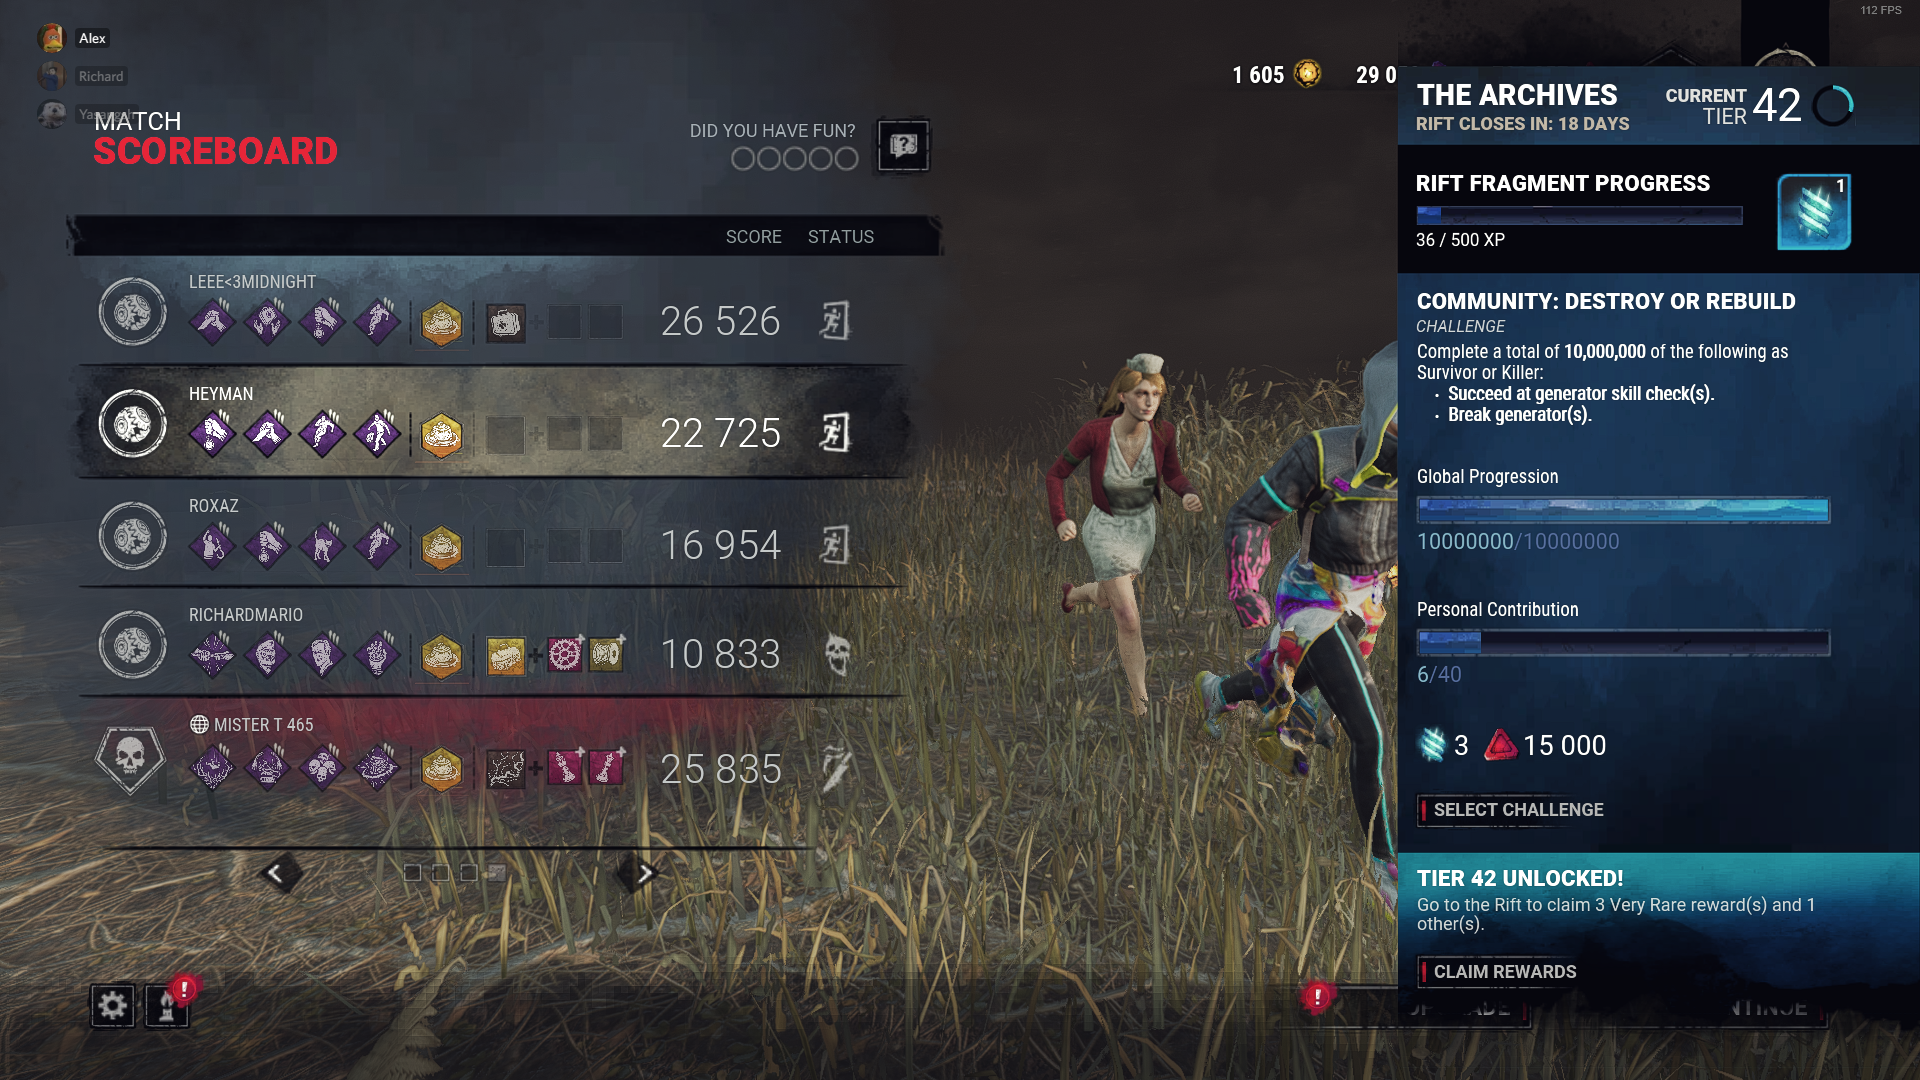 112 FPS
Alex
Richard
MATCH
SCOREBOARD
DID YOU HAVE FUN?
1 605
29 0
SCORE STATUS
LEEE<3MIDNIGHT
26 526
HEYMAN
22 725
ROXAZ
16 954
RICHARDMARIO
10 833
MISTER T 465
25 835
THE ARCHIVES
RIFT CLOSES IN: 18 DAYS
CURRENT
TIER 42
RIFT FRAGMENT PROGRESS
1
36 / 500 XP
COMMUNITY: DESTROY OR REBUILD
CHALLENGE
Complete a total of 10,000,000 of the following as
Survivor or Killer:
· Succeed at generator skill check(s).
· Break generator(s).
Global Progression
10000000/10000000
Personal Contribution
6/40
3 15 000
SELECT CHALLENGE
TIER 42 UNLOCKED!
Go to the Rift to claim 3 Very Rare reward(s) and 1
other(s).
CLAIM REWARDS